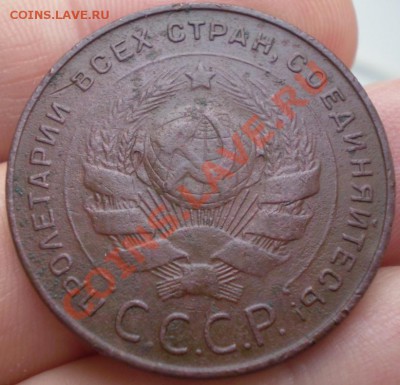 COINS.LAVE.RU
ПРОЛЕТАРИИ ВСЕХ СТРАН, СОЕДИНЯЙТЕСЬ!
С.С.С.Р.
COINS.LAVE.RU